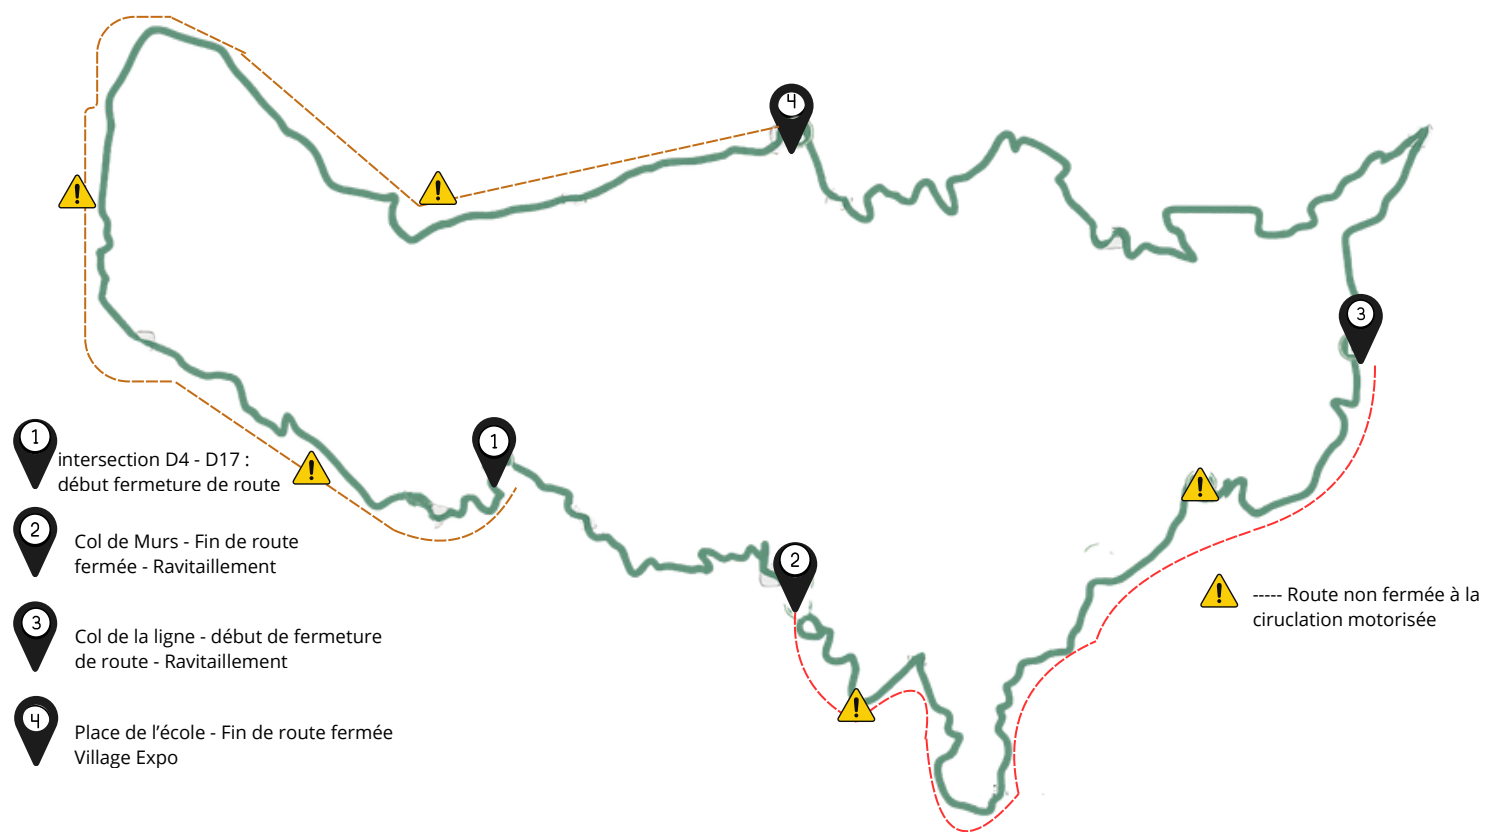 4
3
1
1
intersection D4 - D17 :
début fermeture de route
2
2
Col de Murs - Fin de route
fermée - Ravitaillement
----- Route non fermée à la
ciruclation motorisée
3
Col de la ligne - début de fermeture
de route - Ravitaillement
4
Place de l’école - Fin de route fermée
Village Expo